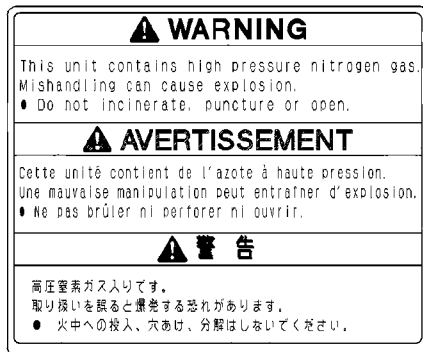 ⚠ WARNING
This unit contains high pressure nitrogen gas.
Mishandling can cause explosion.
● Do not incinerate, puncture or open.
⚠ AVERTISSEMENT
Cette unité contient de l'azote à haute pression.
Une mauvaise manipulation peut entraîner d'explosion.
● Ne pas brûler ni perforer ni ouvrir.
⚠ 警告
高圧窒素ガス入りです。
取り扱いを誤ると爆発する恐れがあります。
● 火中への投入、穴あけ、分解はしないでください。